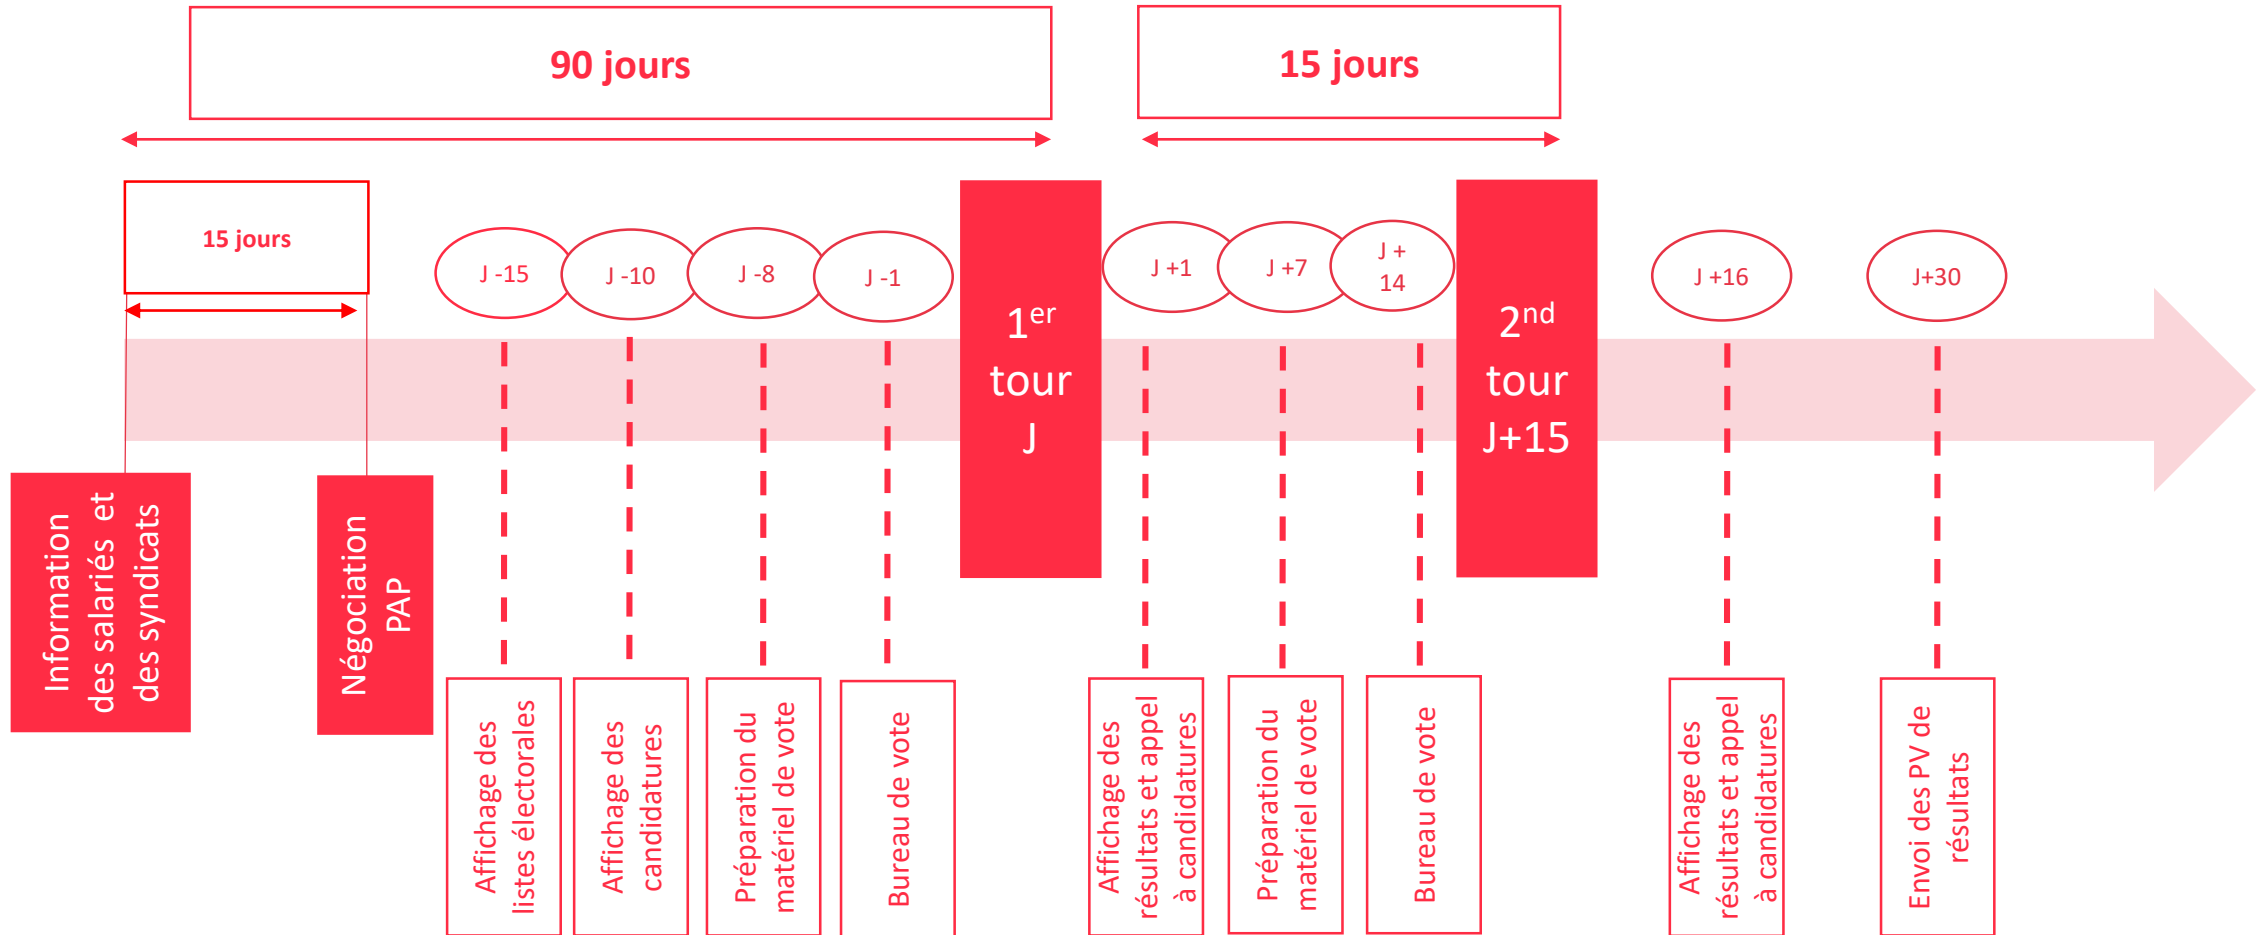 90 jours
15 jours
15 jours
J -15
J -10
J -8
J -1
1er
tour
J
J +1
J +7
J +
14
2nd
tour
J+15
J +16
J+30
Information
des salariés et
des syndicats
Négociation
PAP
Affichage des
listes électorales
Affichage des
candidatures
Préparation du
matériel de vote
Bureau de vote
Affichage des
résultats et appel
à candidatures
Préparation du
matériel de vote
Bureau de vote
Affichage des
résultats et appel
à candidatures
Envoi des PV de
résultats